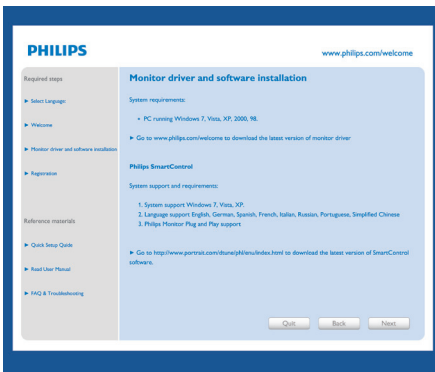 PHILIPS
www.philips.com/welcome
Required steps
Select Language:
Welcome
Monitor driver and software installation
Registration
Reference materials
Quick Setup Guide
Read User Manual
FAQ & Troubleshooting
Monitor driver and software installation
System requirements:
• PC running Windows 7, Vista, XP, 2000, 98.
Go to www.philips.com/welcome to download the latest version of monitor driver
Philips SmartControl
System support and requirements:
1. System support Windows 7, Vista, XP.
2. Language support English, German, Spanish, French, Italian, Russian, Portuguese, Simplified Chinese
3. Philips Monitor Plug and Play support
Go to http://www.portrait.com/dtune/phl/enu/index.html to download the latest version of SmartControl
software.
Quit
Back
Next